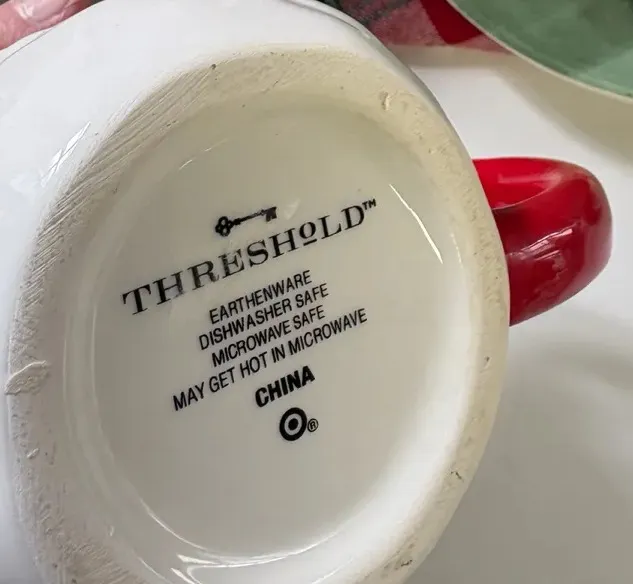 THRESHOLD™
EARTHENWARE
DISHWASHER SAFE
MICROWAVE SAFE
MAY GET HOT IN MICROWAVE
CHINA
®